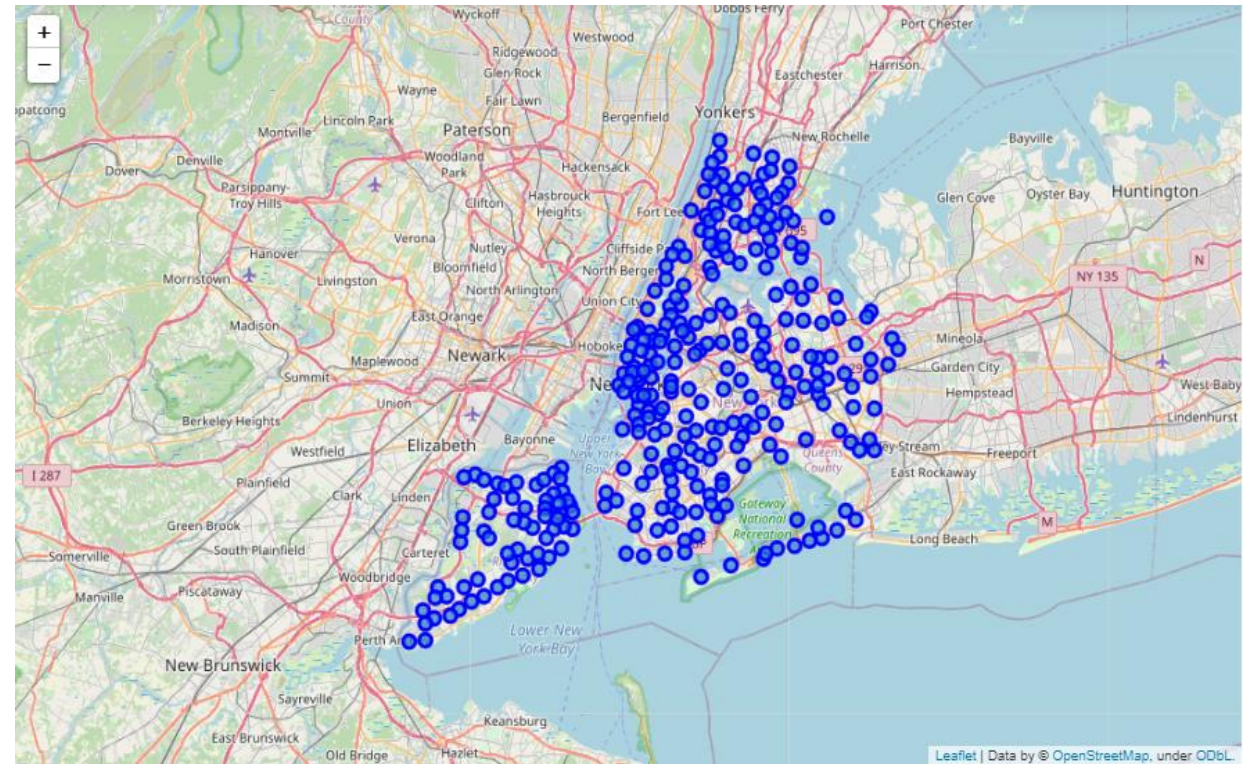 Wyckoff
Dobbs Ferry
Port Chester
County
Westwood
Ridgewood
Glen Rock
Harrison
Eastchester
Wayne
Fair Lawn
Yonkers
Bergenfield
Lincoln Park
Paterson
Montville
New Rochelle
Bayville
Woodland
Park
Denville
Hackensack
Dover
Parsippany-
Troy Hills
Hasbrouck
Heights
Clifton
Fort Lee
Glen Cove
Oyster Bay
Huntington
Verona
Nutley
Cliffside
Hanover
Bloomfield
North Bergen
N
Morristown
Livingston
North Arlington
NY 135
Union City
East Orange
Madison
Mineola
Newark
Hoboken
Maplewood
Garden City
Summit
Hempstead
West Baby
Union
Berkeley Heights
Lindenhurst
Elizabeth
Bayonne
Upper
New York
Bay
Westfield
Queens
County
ey Stream
Freeport
I 287
East Rockaway
Plainfield
Clark
Linden
Gateway
National
Recreation
Green Brook
M
Long Beach
South Plainfield
Carteret
Somerville
Woodbridge
Piscataway
Manville
Lower New
York Bay
Perth Am
New Brunswick
Sayreville
Keansburg
East Brunswick
Old Bridge
Hazlet
+
−
Leaflet | Data by © OpenStreetMap, under ODbL.